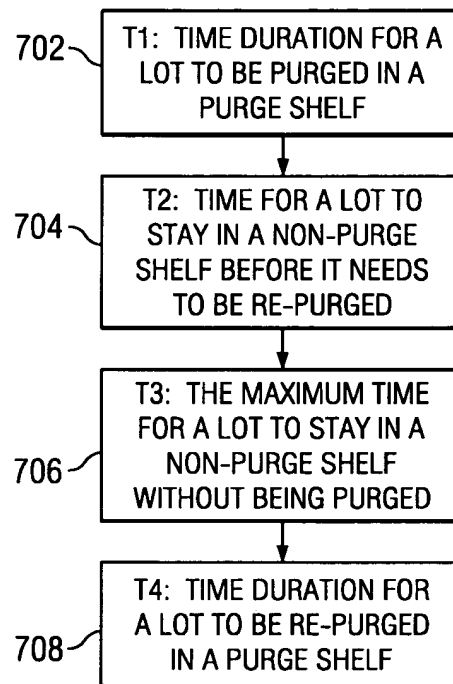 702
T1: TIME DURATION FOR A
LOT TO BE PURGED IN A
PURGE SHELF
704
T2: TIME FOR A LOT TO
STAY IN A NON-PURGE
SHELF BEFORE IT NEEDS
TO BE RE-PURGED
706
T3: THE MAXIMUM TIME
FOR A LOT TO STAY IN A
NON-PURGE SHELF
WITHOUT BEING PURGED
708
T4: TIME DURATION FOR
A LOT TO BE RE-PURGED
IN A PURGE SHELF